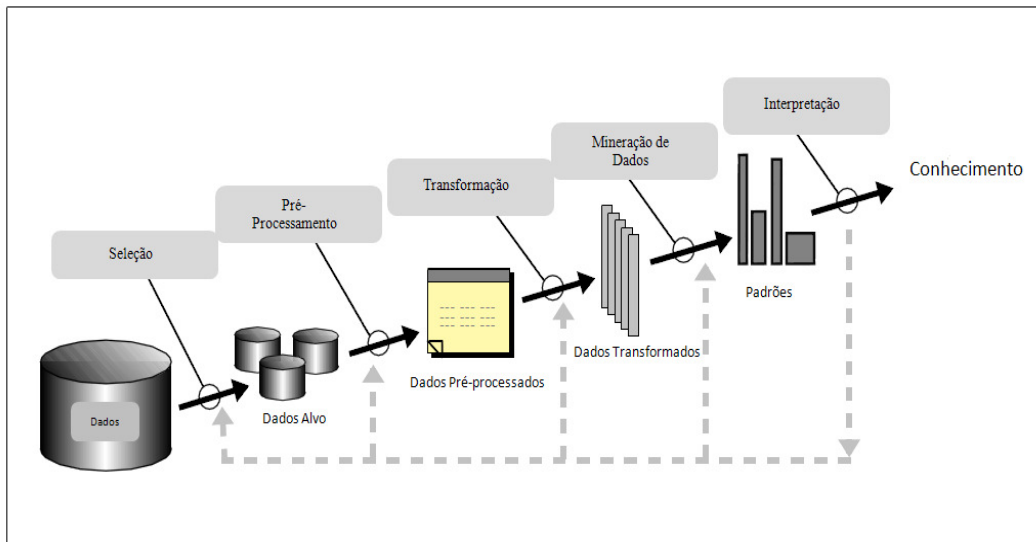 Interpretação
Mineração de
Dados
Conhecimento
Transformação
Pré-
Processamento
Seleção
Padrões
Dados Transformados
Dados Pré-processados
Dados Alvo
Dados